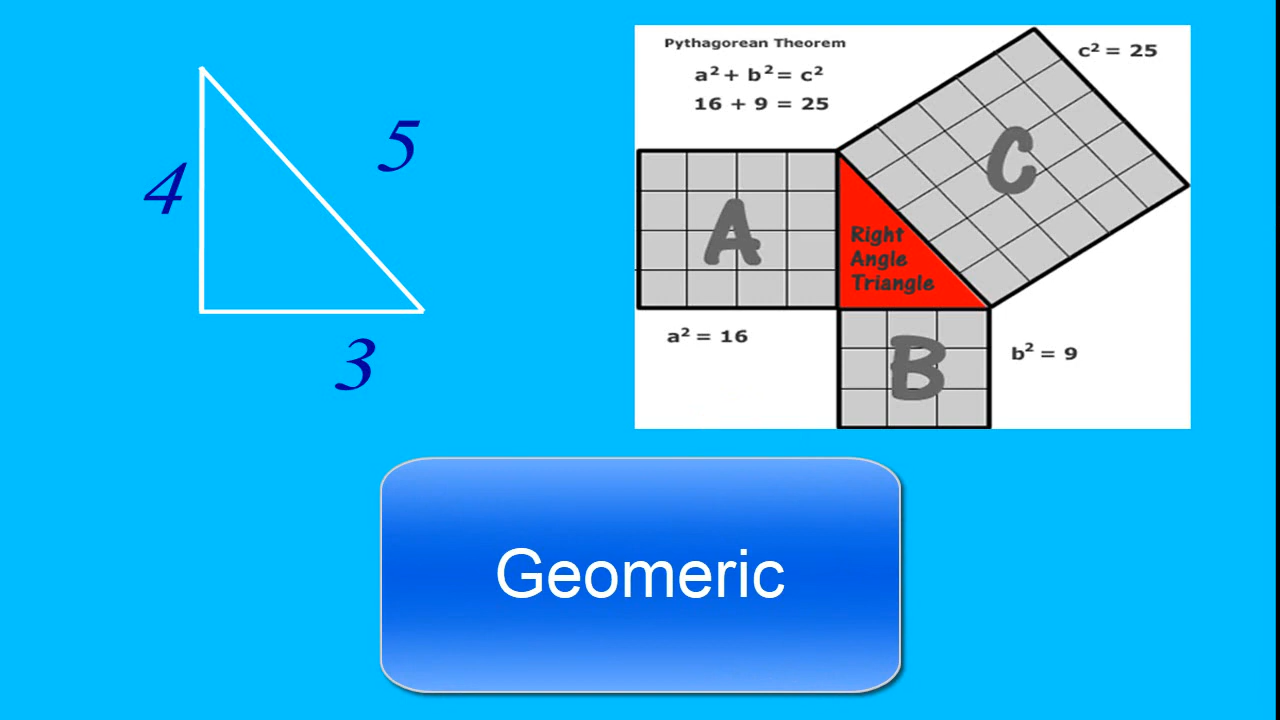 4
5
3
Pythagorean Theorem
a² + b² = c²
16 + 9 = 25
c² = 25
A
C
Right
Angle
Triangle
a² = 16
B
b² = 9
Geomeric